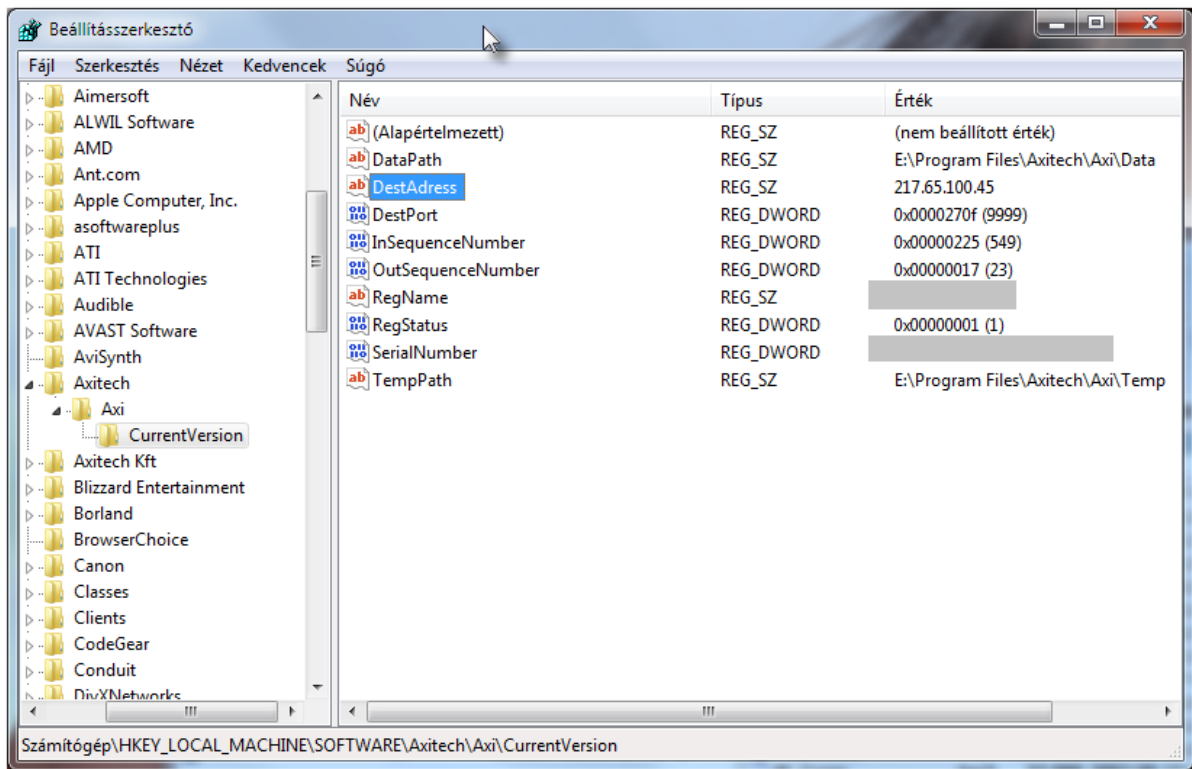 Beállításszerkesztő
Fájl Szerkesztés Nézet Kedvencek Súgó
Aimersoft
ALWIL Software
AMD
Ant.com
Apple Computer, Inc.
asoftwareplus
ATI
ATI Technologies
Audible
AVAST Software
AviSynth
Axitech
Axi
CurrentVersion
Axitech Kft
Blizzard Entertainment
Borland
BrowserChoice
Canon
Classes
Clients
CodeGear
Conduit
DivXNetworks
Név Típus Érték
(Alapértelmezett) REG_SZ (nem beállított érték)
DataPath REG_SZ E:\Program Files\Axitech\Axi\Data
DestAdress REG_SZ 217.65.100.45
DestPort REG_DWORD 0x0000270f (9999)
InSequenceNumber REG_DWORD 0x00000225 (549)
OutSequenceNumber REG_DWORD 0x00000017 (23)
RegName REG_SZ
RegStatus REG_DWORD 0x00000001 (1)
SerialNumber REG_DWORD
TempPath REG_SZ E:\Program Files\Axitech\Axi\Temp
Számítógép\HKEY_LOCAL_MACHINE\SOFTWARE\Axitech\Axi\CurrentVersion